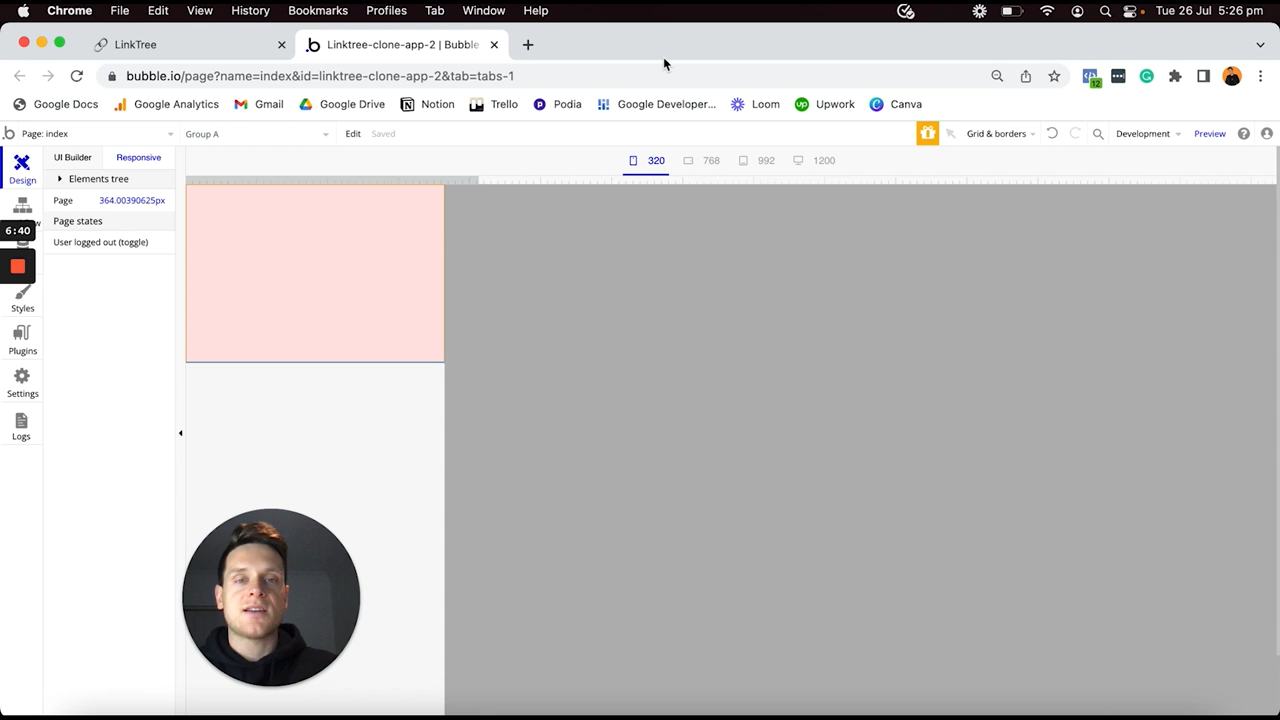 Chrome File Edit View History Bookmarks Profiles Tab Window Help Tue 26 Jul 5:26 pm
LinkTree Linktree-clone-app-2 | Bubble
bubble.io/page?name=index&id=linktree-clone-app-2&tab=tabs-1 12
Google Docs Google Analytics Gmail Google Drive Notion Trello Podia Google Developer... Loom Upwork Canva
Page: index Group A Edit Saved Grid & borders Development Preview
UI Builder Responsive 320 768 992 1200
Design Elements tree
Page 364.00390625px
Page states
6:40
User logged out (toggle)
Styles
Plugins
Settings
Logs